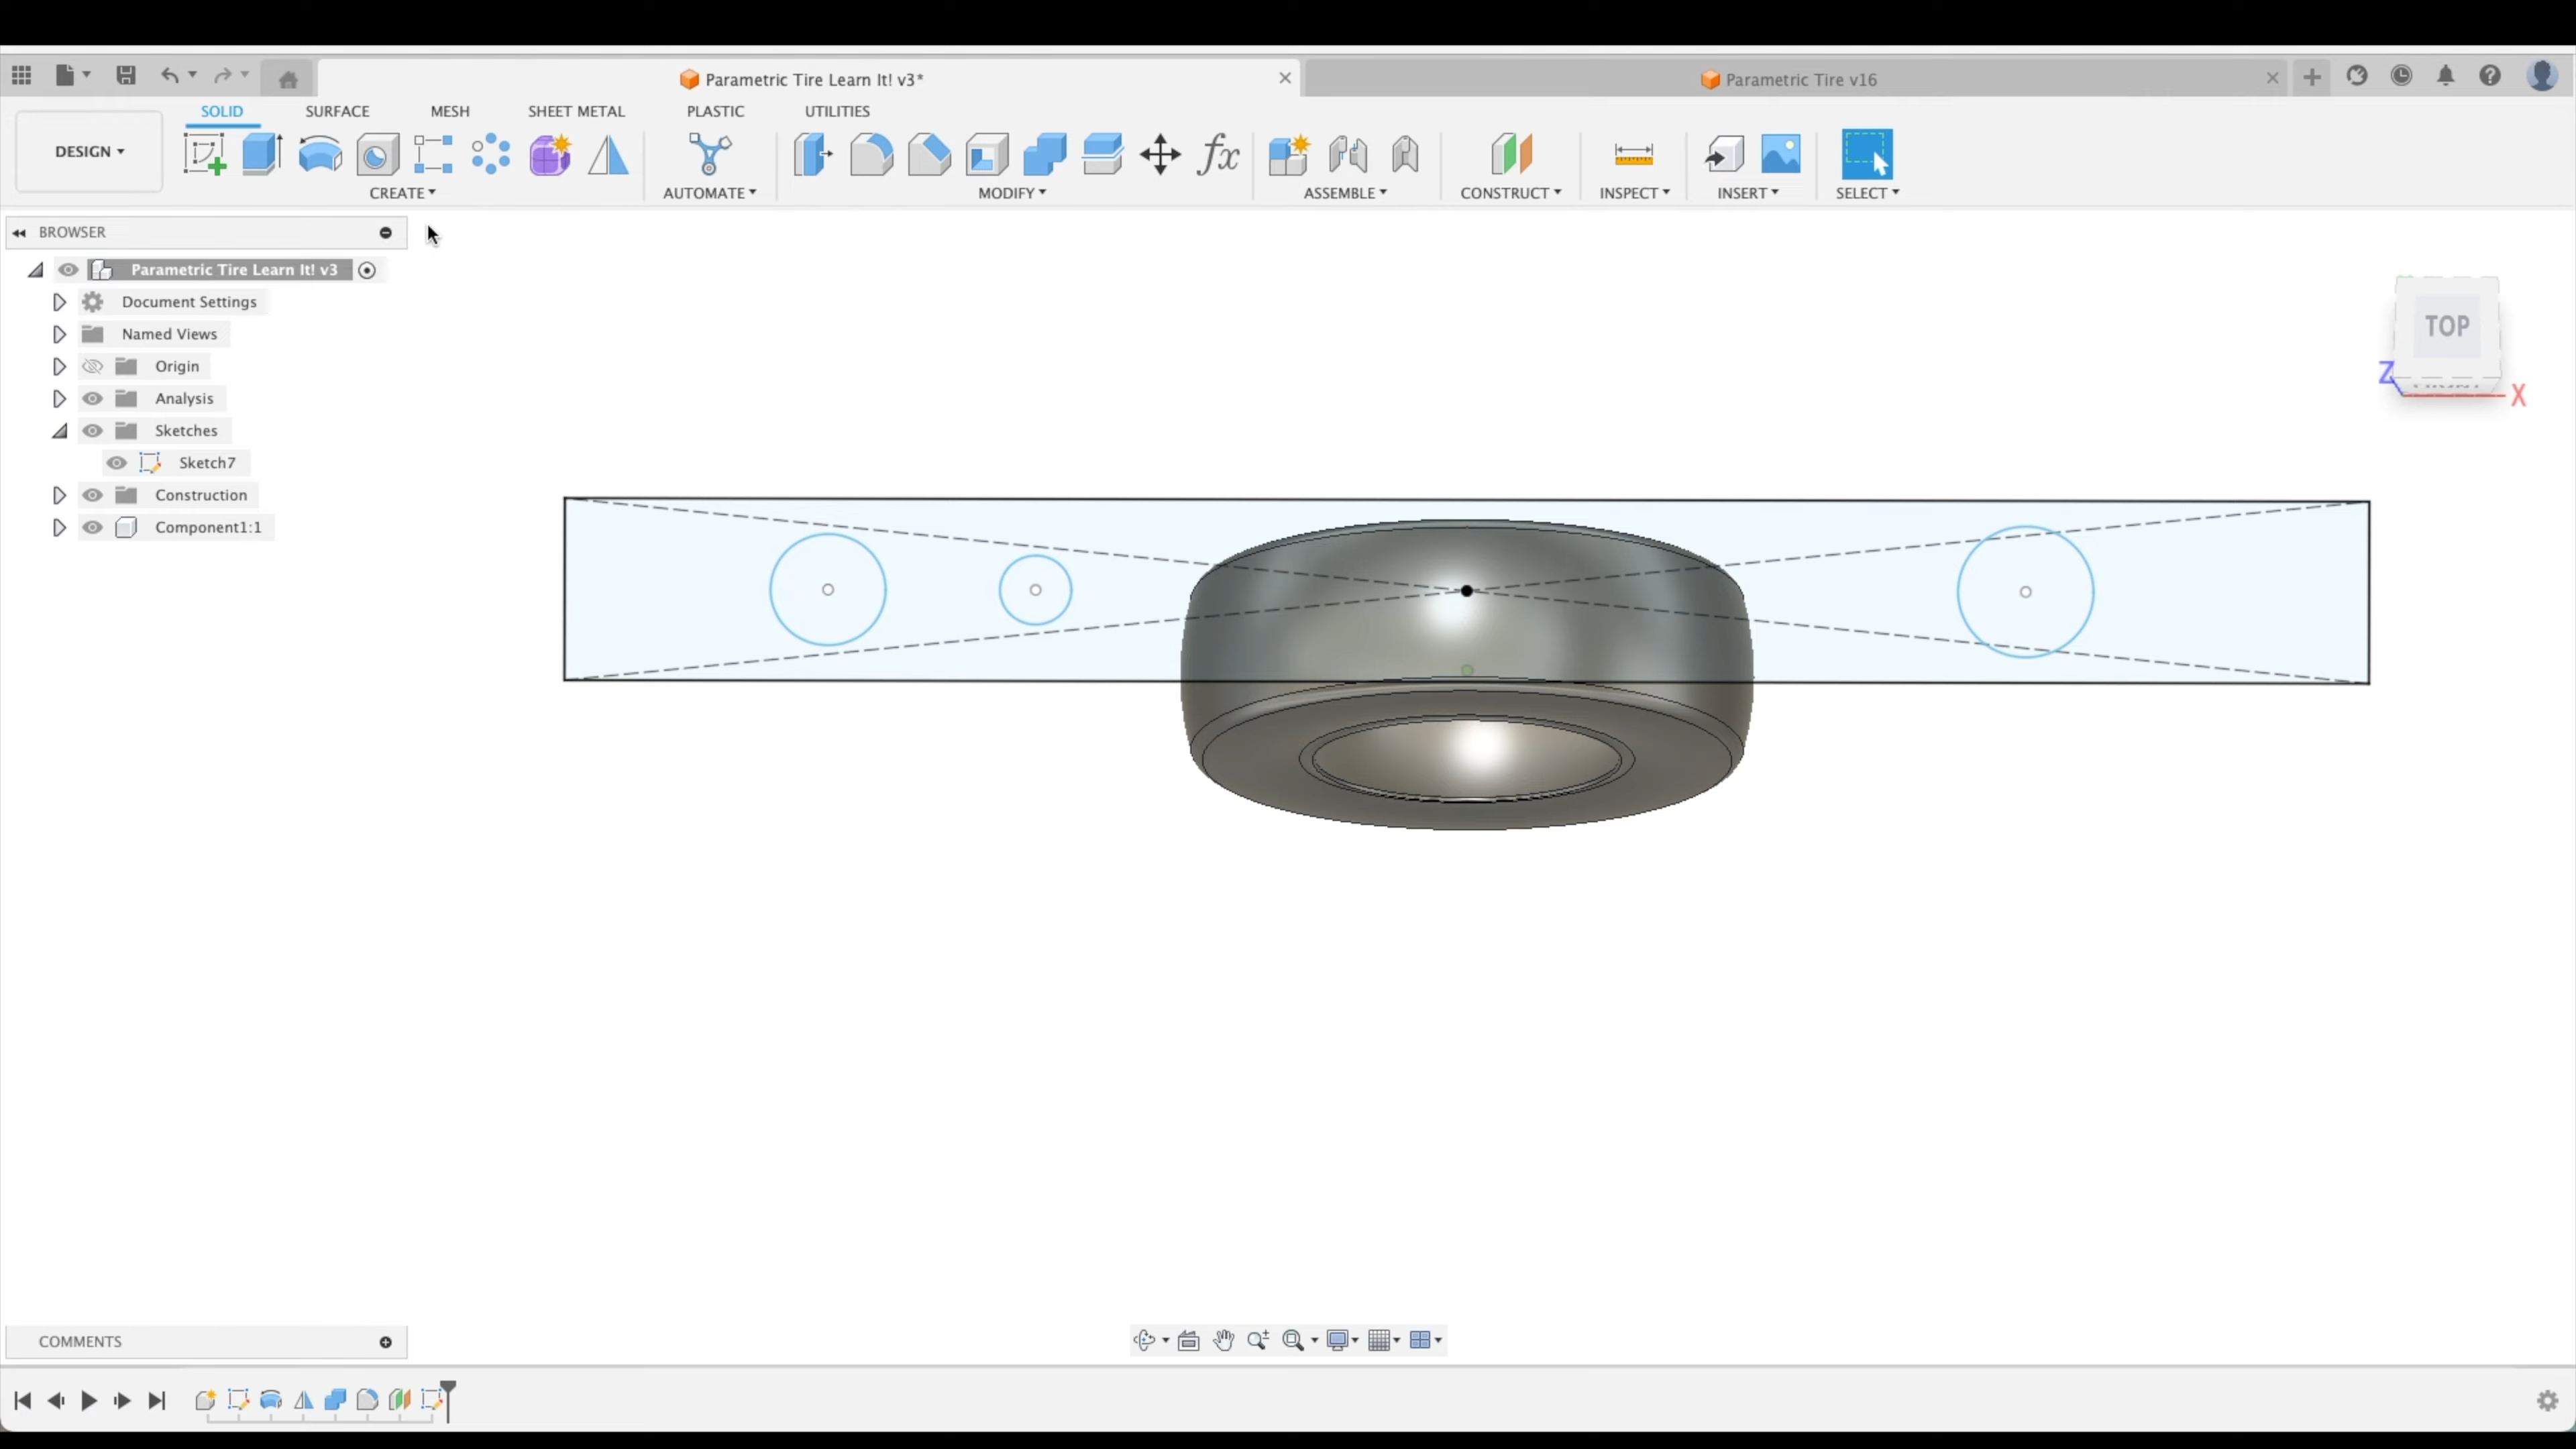 Parametric Tire Learn It! v3*
Parametric Tire v16
SOLID SURFACE MESH SHEET METAL PLASTIC UTILITIES
DESIGN
fx
CREATE AUTOMATE MODIFY ASSEMBLE CONSTRUCT INSPECT INSERT SELECT
BROWSER
Parametric Tire Learn It! v3
Document Settings
Named Views
Origin
Analysis
Sketches
Sketch7
Construction
Component1:1
TOP
Z
X
COMMENTS